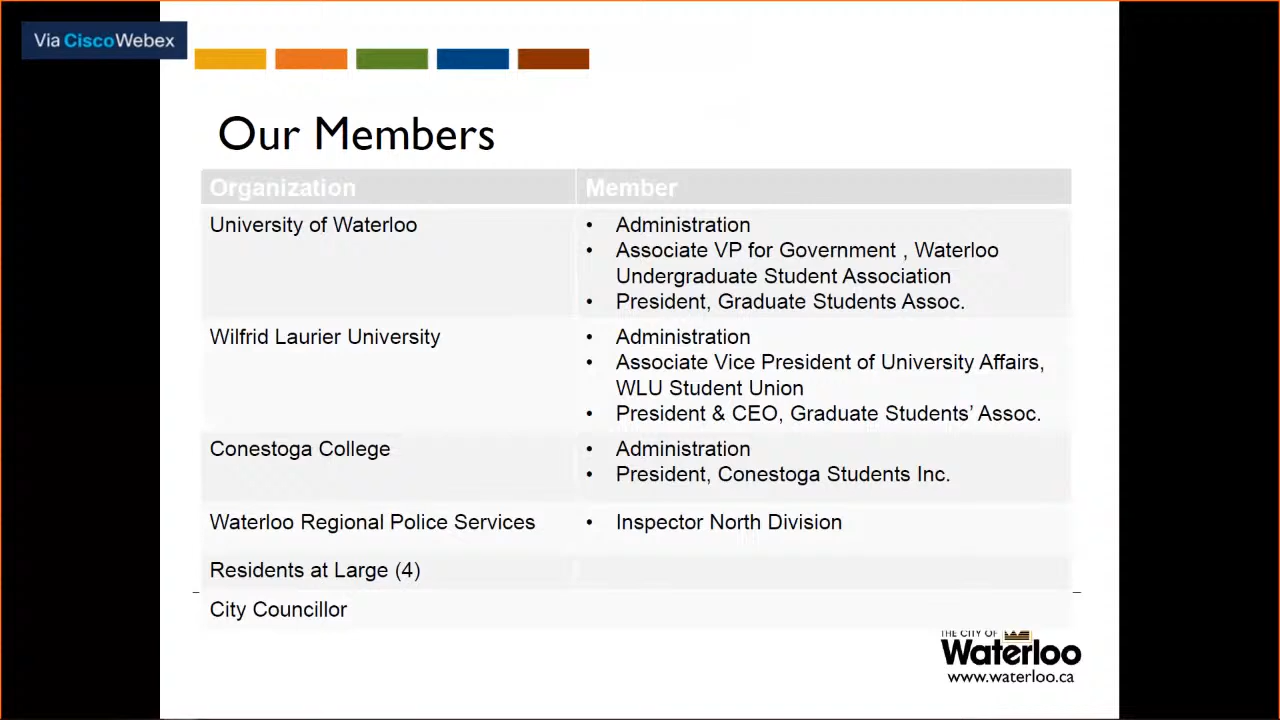 Via CiscoWebex
Our Members
Organization
Member
University of Waterloo
• Administration
• Associate VP for Government , Waterloo
Undergraduate Student Association
• President, Graduate Students Assoc.
Wilfrid Laurier University
• Administration
• Associate Vice President of University Affairs,
WLU Student Union
• President & CEO, Graduate Students’ Assoc.
Conestoga College
• Administration
• President, Conestoga Students Inc.
Waterloo Regional Police Services
• Inspector North Division
Residents at Large (4)
City Councillor
THE CITY OF
Waterloo
www.waterloo.ca